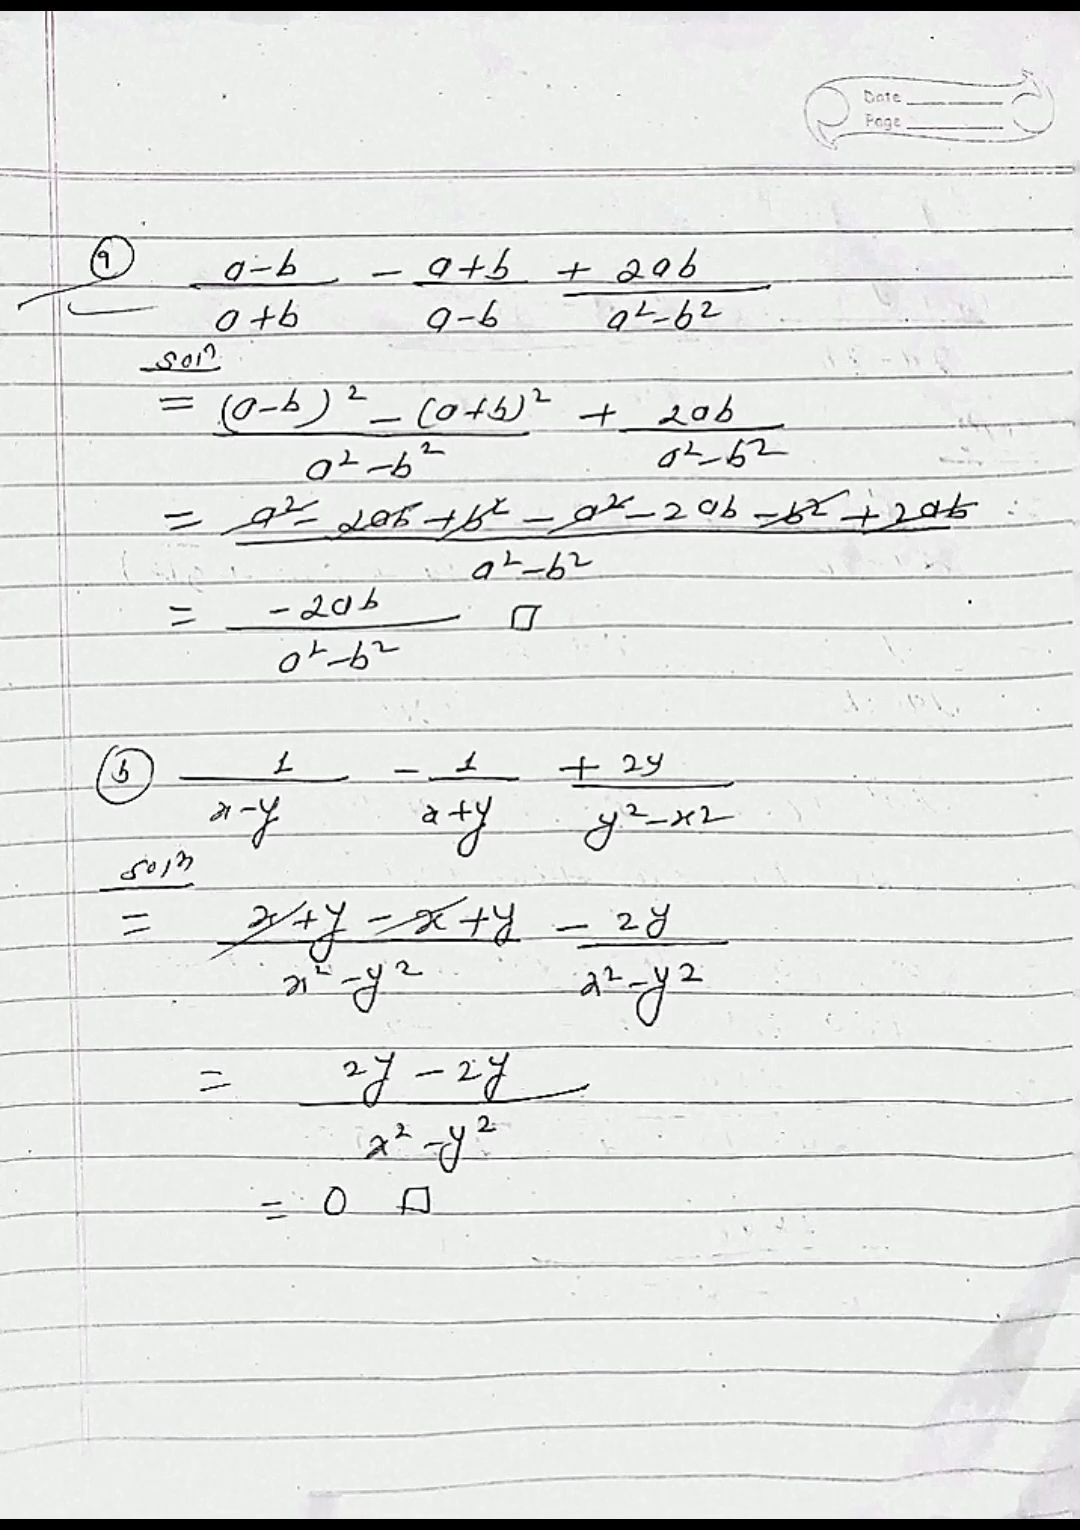 Date
Page
(a) (a-b)/(a+b) - (a+b)/(a-b) + 2ab/(a²-b²)
Soln
= ((a-b)² - (a+b)²)/(a²-b²) + 2ab/(a²-b²)
= (a² - 2ab + b² - a² - 2ab - b² + 2ab)/(a²-b²)
= -2ab/(a²-b²) □
(b) 1/(x-y) - 1/(x+y) + 2y/(y²-x²)
Soln
= (x+y - x+y)/(x²-y²) - 2y/(x²-y²)
= (2y - 2y)/(x²-y²)
= 0 □